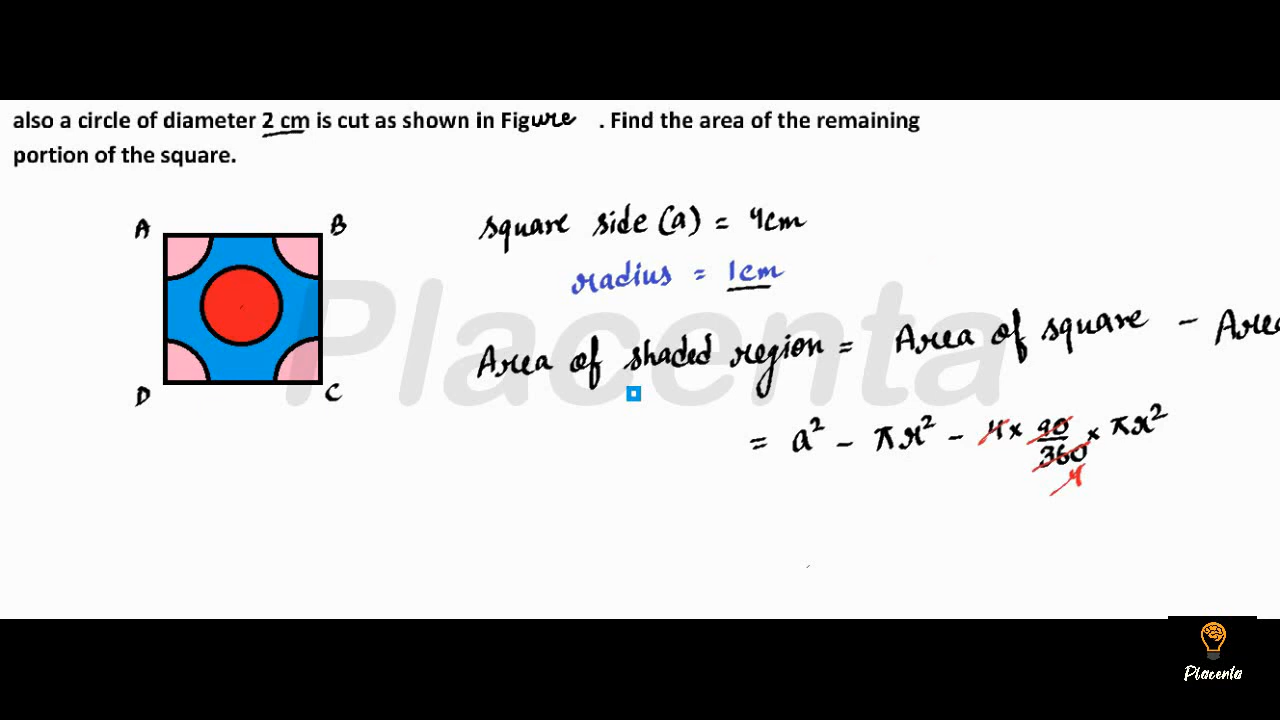 also a circle of diameter 2 cm is cut as shown in Figure . Find the area of the remaining
portion of the square.
A B
square side (a) = 4cm
radius = 1cm
Placenta
Area of shaded region = Area of square - Area
D C
= a² - πr² - 4 × 90/360 × πr²
4
Placenta